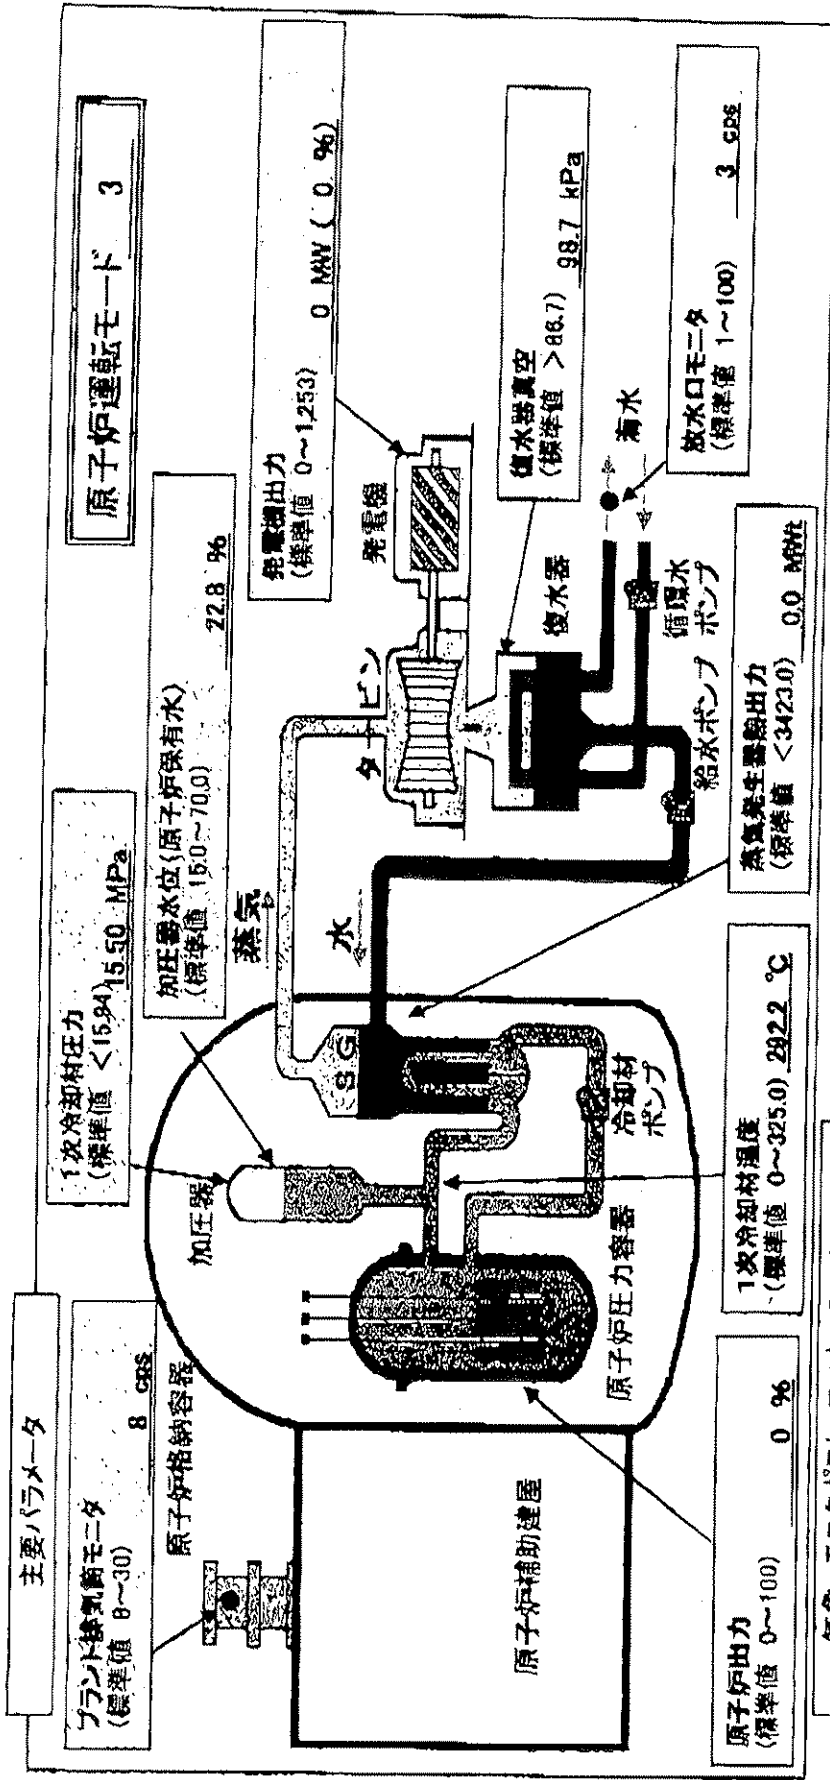 主要パラメータ
原子炉運転モード 3
プラント排気筒モニタ
(標準値 8~30)
8 cps
1次冷却材圧力
(標準値 <15.94) 15.50 MPa
加圧器水位(原子炉保有水)
(標準値 15.0~70.0)
22.8 %
発電機出力
(標準値 0~1,253)
0 MW ( 0 %)
原子炉格納容器
加圧器
蒸気
水
SG
タービン
発電機
復水器真空
(標準値 >86.7) 98.7 kPa
復水器
海水
循環水
ポンプ
給水ポンプ
冷却材
ポンプ
原子炉圧力容器
原子炉補助建屋
放水口モニタ
(標準値 1~100)
3 cps
原子炉出力
(標準値 0~100)
0 %
1次冷却材温度
(標準値 0~325.0) 292.2 ℃
蒸気発生器熱出力
(標準値 <3423.0)
0.0 MWt